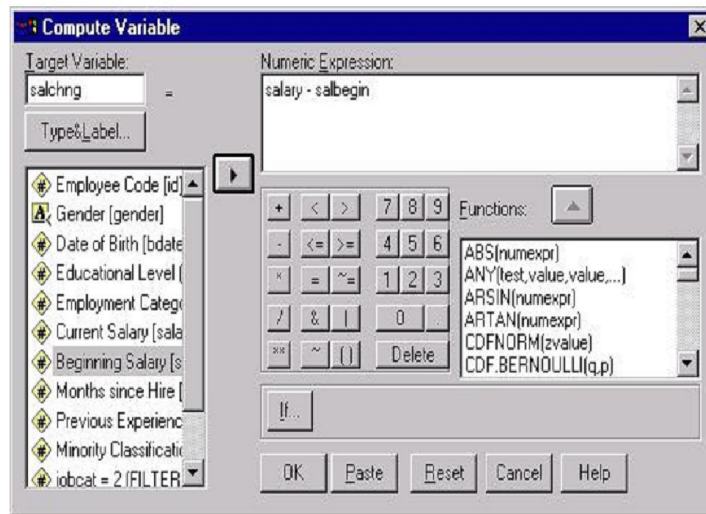 Compute Variable
Target Variable:
salchng
=
Type&Label...
Employee Code [id]
Gender [gender]
Date of Birth [bdate
Educational Level (
Employment Catego
Current Salary [sala
Beginning Salary [s
Months since Hire [
Previous Experienc
Minority Classificatio
jobcat = 2 (FILTER
Numeric Expression:
salary - salbegin
+ < > 7 8 9
- <= >= 4 5 6
* = ~= 1 2 3
/ & | 0 .
** ~ () Delete
Functions:
ABS(numexpr)
ANY(test,value,value,...)
ARSIN(numexpr)
ARTAN(numexpr)
CDFNORM(zvalue)
CDF.BERNOULLI(q,p)
If...
OK Paste Reset Cancel Help